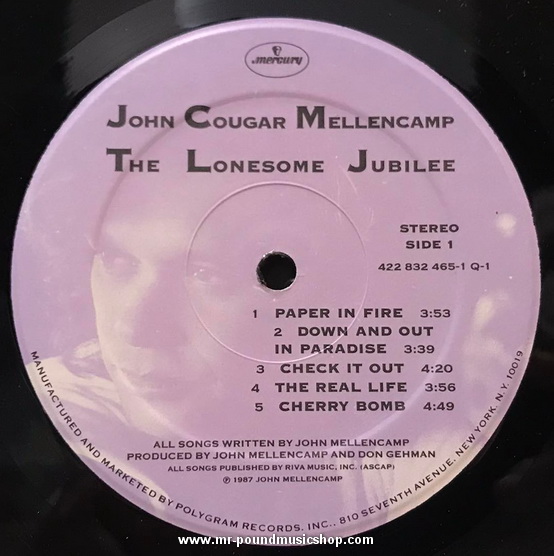 mercury
JOHN COUGAR MELLENCAMP
THE LONESOME JUBILEE
STEREO
SIDE 1
422 832 465-1 Q-1
1 PAPER IN FIRE 3:53
2 DOWN AND OUT
IN PARADISE 3:39
3 CHECK IT OUT 4:20
4 THE REAL LIFE 3:56
5 CHERRY BOMB 4:49
ALL SONGS WRITTEN BY JOHN MELLENCAMP
PRODUCED BY JOHN MELLENCAMP AND DON GEHMAN
ALL SONGS PUBLISHED BY RIVA MUSIC, INC. (ASCAP)
℗ 1987 JOHN MELLENCAMP
MANUFACTURED AND MARKETED BY POLYGRAM RECORDS, INC., 810 SEVENTH AVENUE, NEW YORK, N.Y. 10019
www.mr-poundmusicshop.com